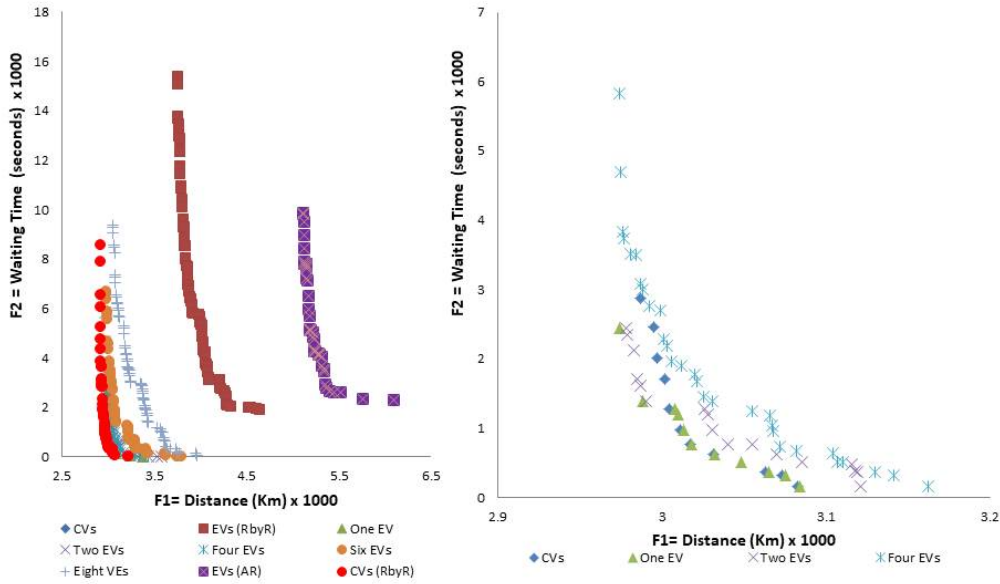 18
16
14
12
10
8
6
4
2
0
F2 = Waiting Time (seconds) x 1000
2.5 3.5 4.5 5.5 6.5
F1= Distance (Km) x 1000
CVs EVs (RbyR) One EV
Two EVs Four EVs Six EVs
Eight VEs EVs (AR) CVs (RbyR)
7
6
5
4
3
2
1
0
F2 = Waiting Time (seconds) x 1000
2.9 3 3.1 3.2
F1= Distance (Km) x 1000
CVs One EV Two EVs Four EVs